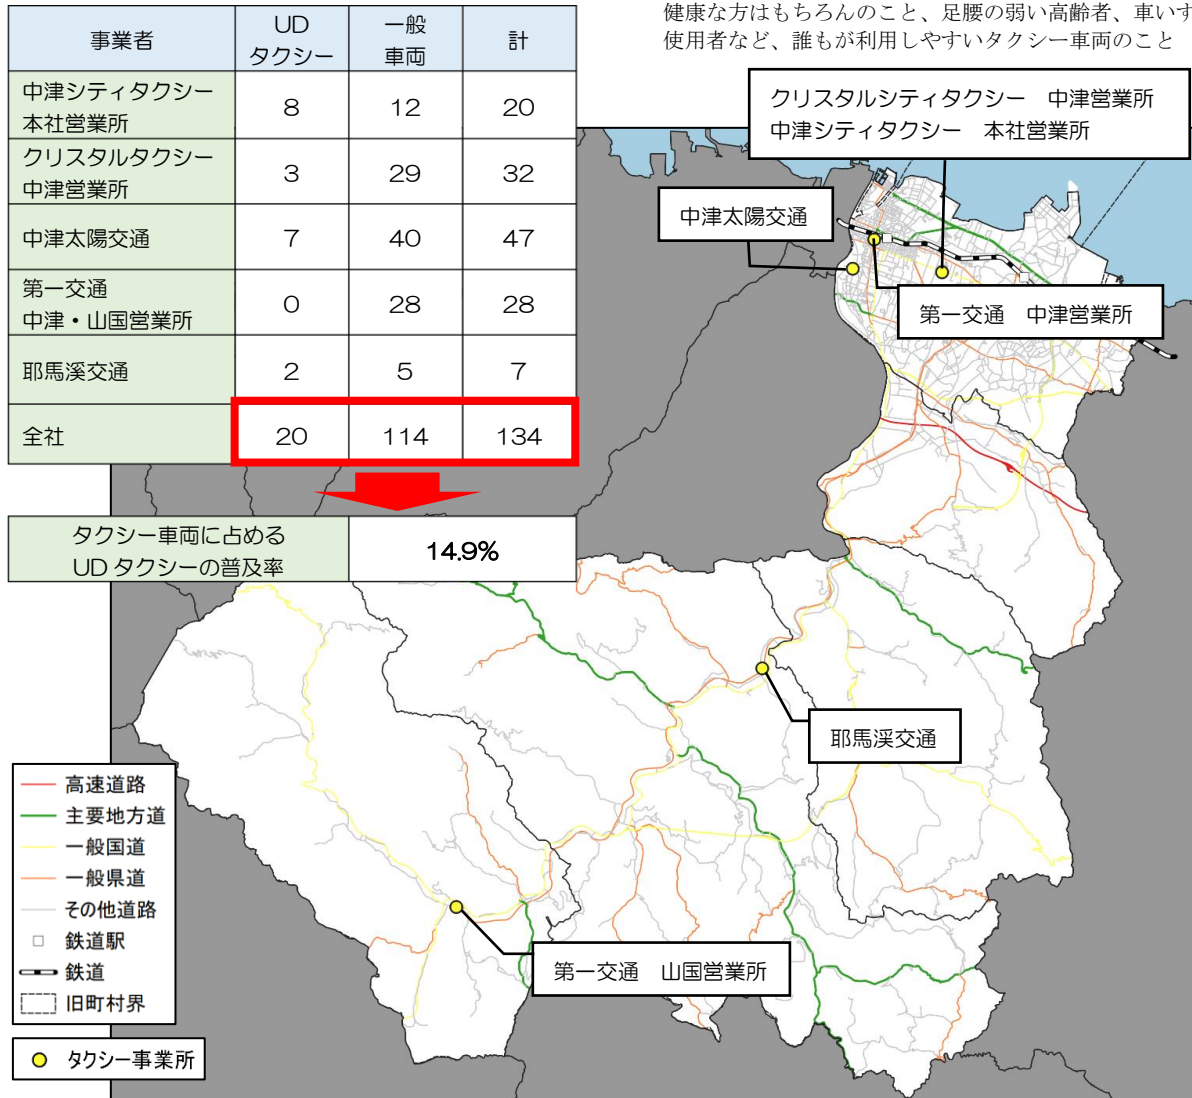 健康な方はもちろんのこと、足腰の弱い高齢者、車いす
使用者など、誰もが利用しやすいタクシー車両のこと
事業者 UDタクシー 一般車両 計
中津シティタクシー本社営業所 8 12 20
クリスタルタクシー中津営業所 3 29 32
中津太陽交通 7 40 47
第一交通中津・山国営業所 0 28 28
耶馬溪交通 2 5 7
全社 20 114 134
タクシー車両に占める
UDタクシーの普及率 14.9%
クリスタルシティタクシー 中津営業所
中津シティタクシー 本社営業所
中津太陽交通
第一交通 中津営業所
耶馬溪交通
第一交通 山国営業所
高速道路
主要地方道
一般国道
一般県道
その他道路
鉄道駅
鉄道
旧町村界
タクシー事業所